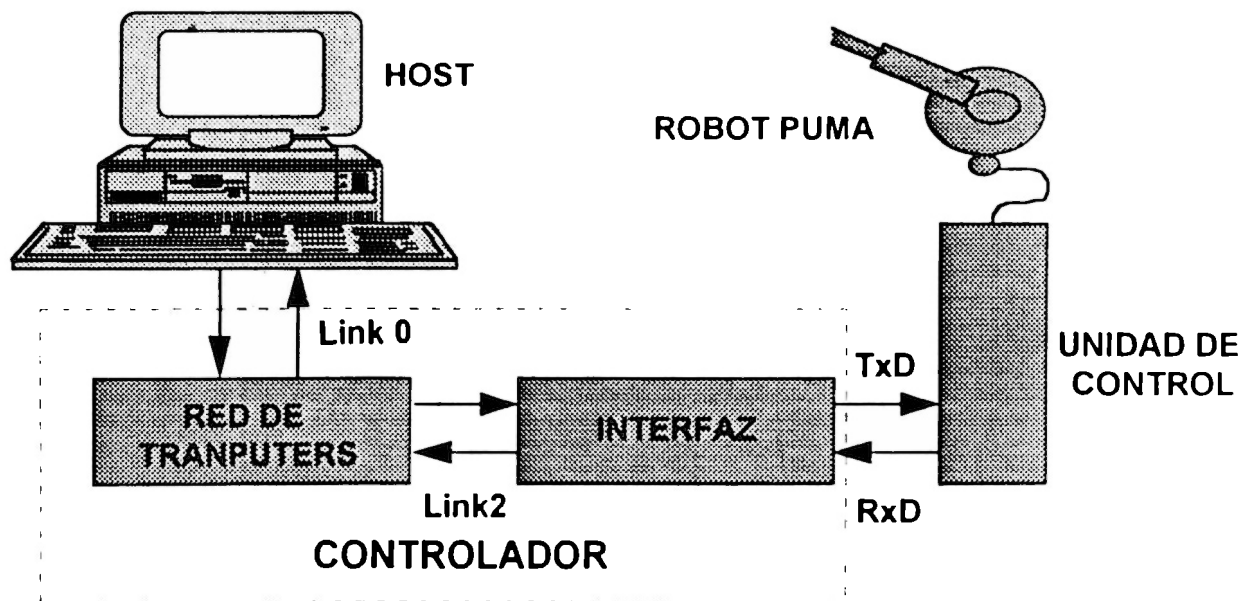 HOST
ROBOT PUMA
Link 0
TxD
UNIDAD DE
CONTROL
RED DE
TRANPUTERS
INTERFAZ
Link2
RxD
CONTROLADOR